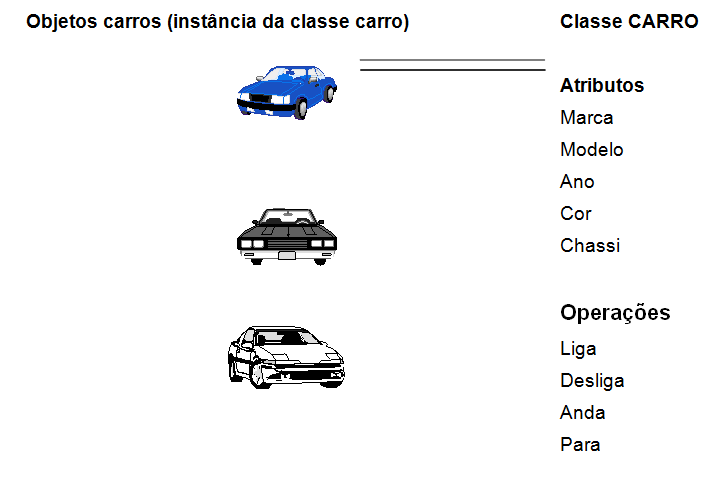 Objetos carros (instância da classe carro)
Classe CARRO
Atributos
Marca
Modelo
Ano
Cor
Chassi
Operações
Liga
Desliga
Anda
Para